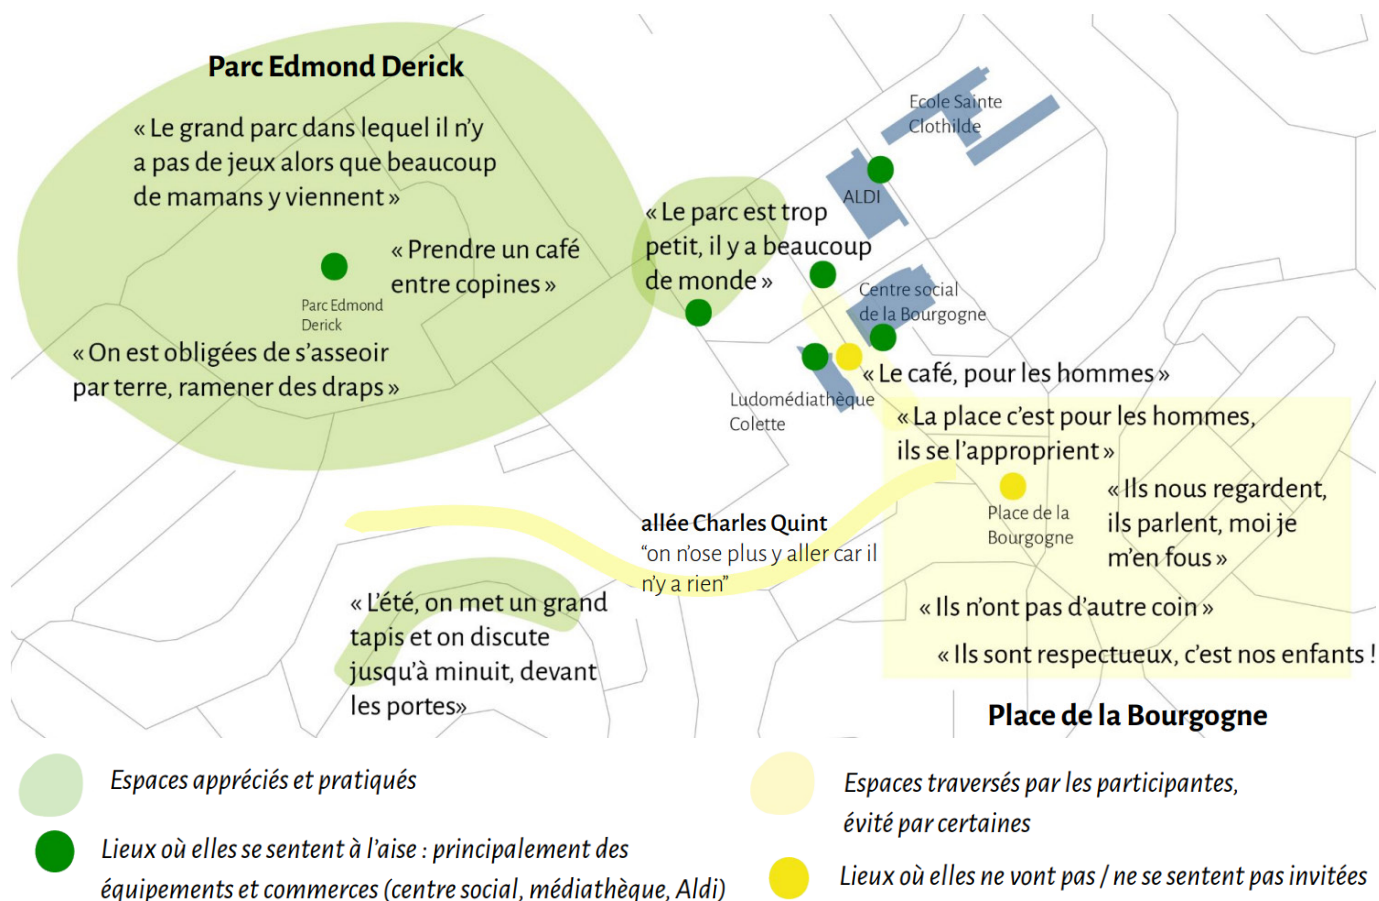 Parc Edmond Derick
« Le grand parc dans lequel il n’y
a pas de jeux alors que beaucoup
de mamans y viennent »
« Prendre un café
entre copines »
Parc Edmond
Derick
« On est obligées de s’asseoir
par terre, ramener des draps »
« Le parc est trop
petit, il y a beaucoup
de monde »
Ecole Sainte
Clothilde
ALDI
Centre social
de la Bourgogne
« Le café, pour les hommes »
Ludomédiathèque
Colette
« La place c’est pour les hommes,
ils se l’approprient »
« Ils nous regardent,
ils parlent, moi je
m’en fous »
Place de la
Bourgogne
allée Charles Quint
“on n’ose plus y aller car il
n’y a rien”
« Ils n’ont pas d’autre coin »
« Ils sont respectueux, c’est nos enfants !
« L’été, on met un grand
tapis et on discute
jusqu’à minuit, devant
les portes»
Place de la Bourgogne
Espaces appréciés et pratiqués
Lieux où elles se sentent à l’aise : principalement des
équipements et commerces (centre social, médiathèque, Aldi)
Espaces traversés par les participantes,
évité par certaines
Lieux où elles ne vont pas / ne se sentent pas invitées